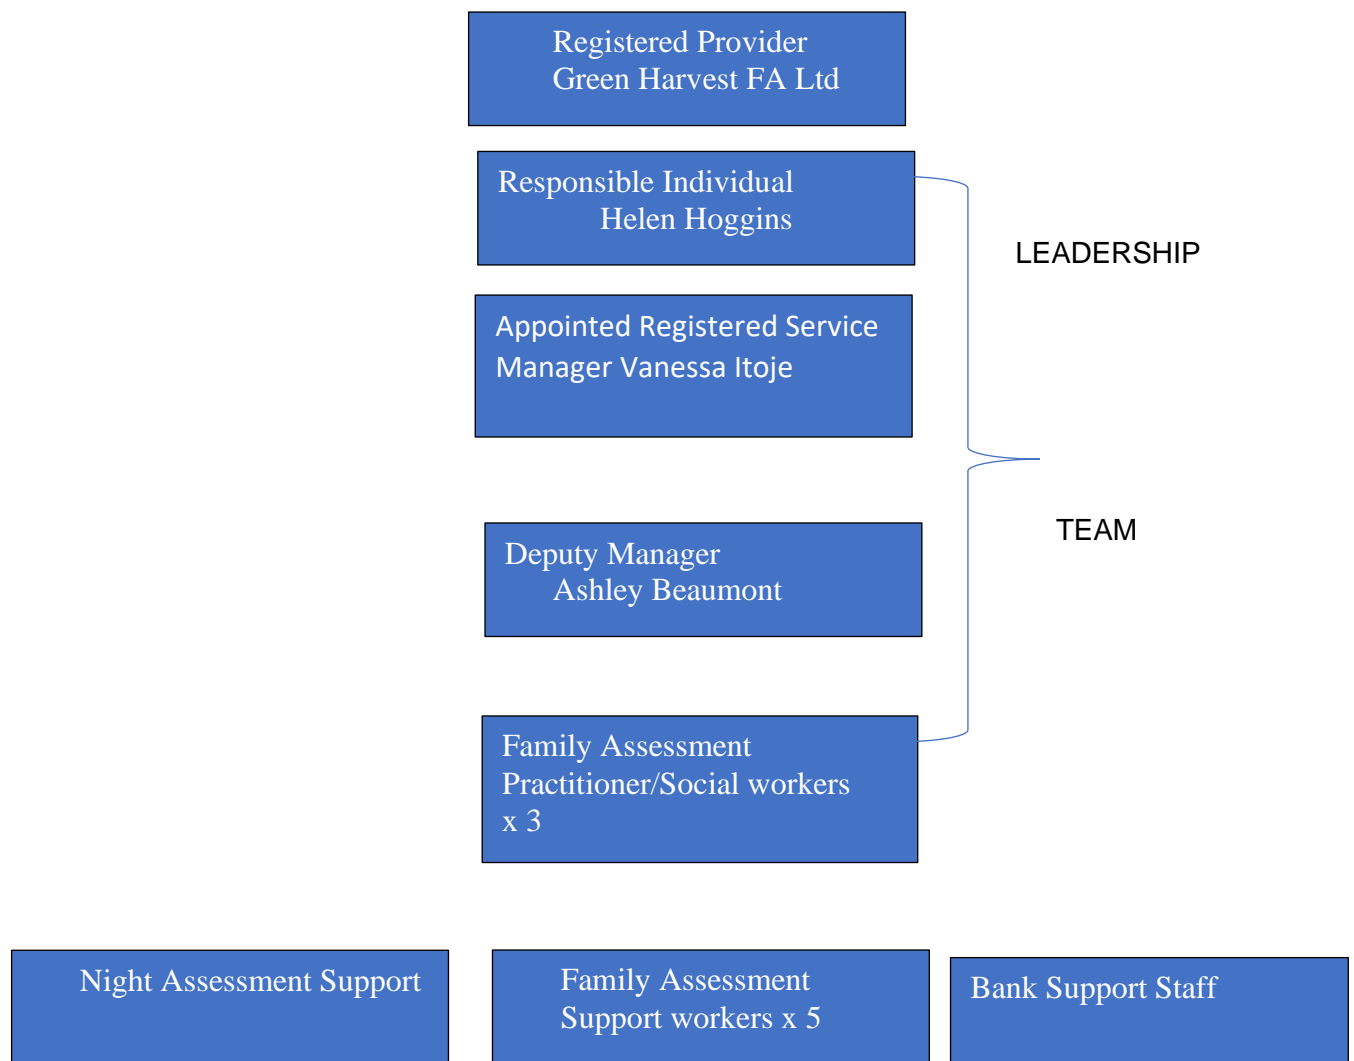 Registered Provider
Green Harvest FA Ltd
Responsible Individual
Helen Hoggins
LEADERSHIP
Appointed Registered Service
Manager Vanessa Itoje
TEAM
Deputy Manager
Ashley Beaumont
Family Assessment
Practitioner/Social workers
x 3
Night Assessment Support
Family Assessment
Support workers x 5
Bank Support Staff